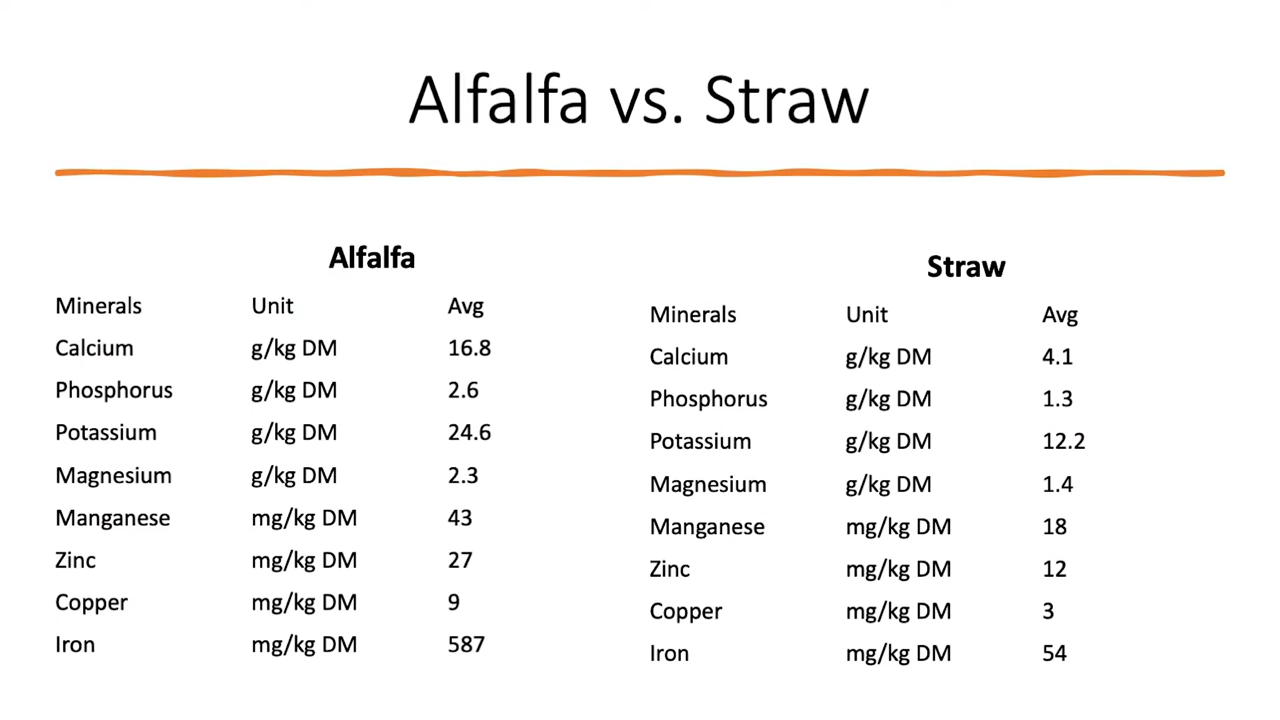 Alfalfa vs. Straw
Alfalfa
Minerals Unit Avg
Calcium g/kg DM 16.8
Phosphorus g/kg DM 2.6
Potassium g/kg DM 24.6
Magnesium g/kg DM 2.3
Manganese mg/kg DM 43
Zinc mg/kg DM 27
Copper mg/kg DM 9
Iron mg/kg DM 587
Straw
Minerals Unit Avg
Calcium g/kg DM 4.1
Phosphorus g/kg DM 1.3
Potassium g/kg DM 12.2
Magnesium g/kg DM 1.4
Manganese mg/kg DM 18
Zinc mg/kg DM 12
Copper mg/kg DM 3
Iron mg/kg DM 54